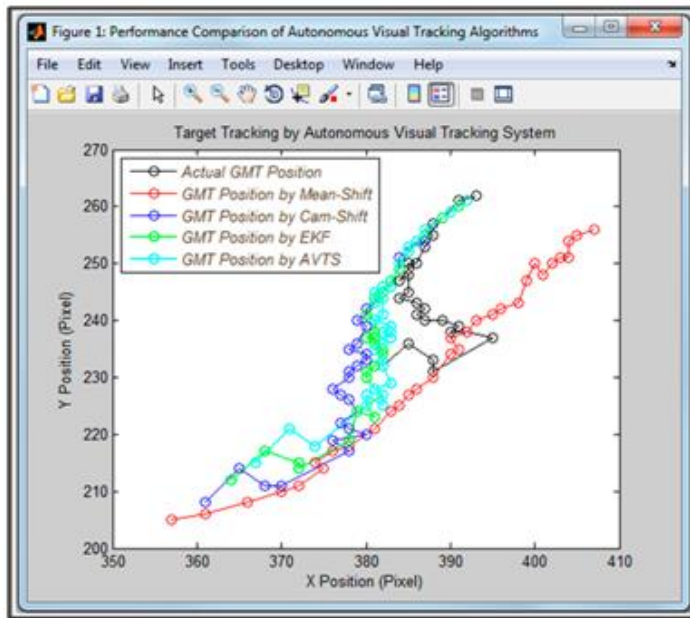 Figure 1: Performance Comparison of Autonomous Visual Tracking Algorithms
File Edit View Insert Tools Desktop Window Help
Target Tracking by Autonomous Visual Tracking System
Actual GMT Position
GMT Position by Mean-Shift
GMT Position by Cam-Shift
GMT Position by EKF
GMT Position by AVTS
270
260
250
240
230
220
210
200
Y Position (Pixel)
350 360 370 380 390 400 410
X Position (Pixel)